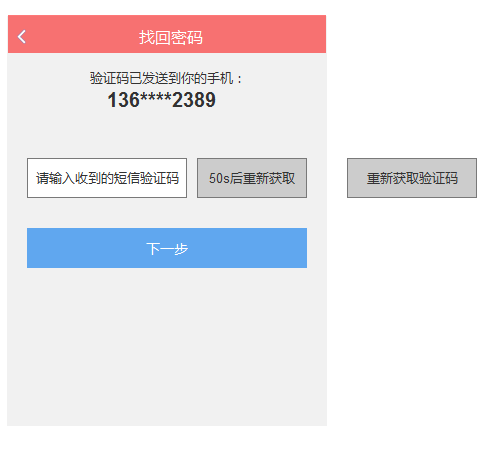 找回密码
验证码已发送到你的手机：
136****2389
请输入收到的短信验证码
50s后重新获取
重新获取验证码
下一步